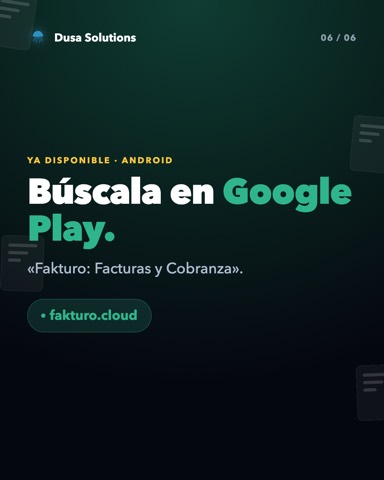 Dusa Solutions
06 / 06
YA DISPONIBLE · ANDROID
Búscala en Google
Play.
«Fakturo: Facturas y Cobranza».
• fakturo.cloud